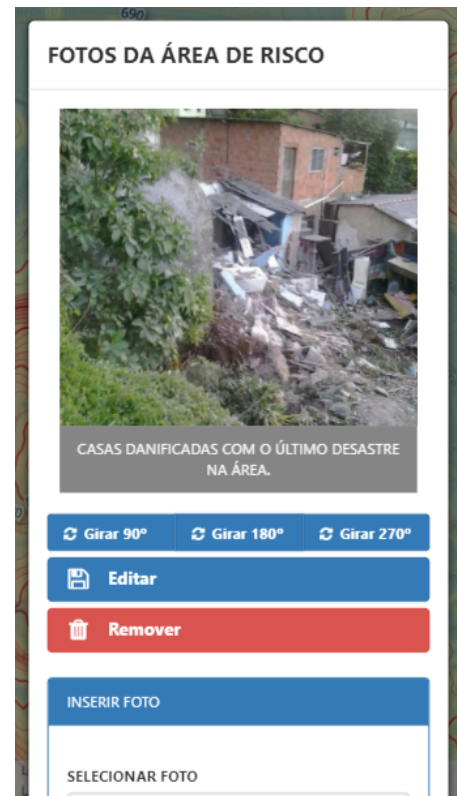 690
FOTOS DA ÁREA DE RISCO
CASAS DANIFICADAS COM O ÚLTIMO DESASTRE
NA ÁREA.
Girar 90º
Girar 180º
Girar 270º
Editar
Remover
INSERIR FOTO
SELECIONAR FOTO